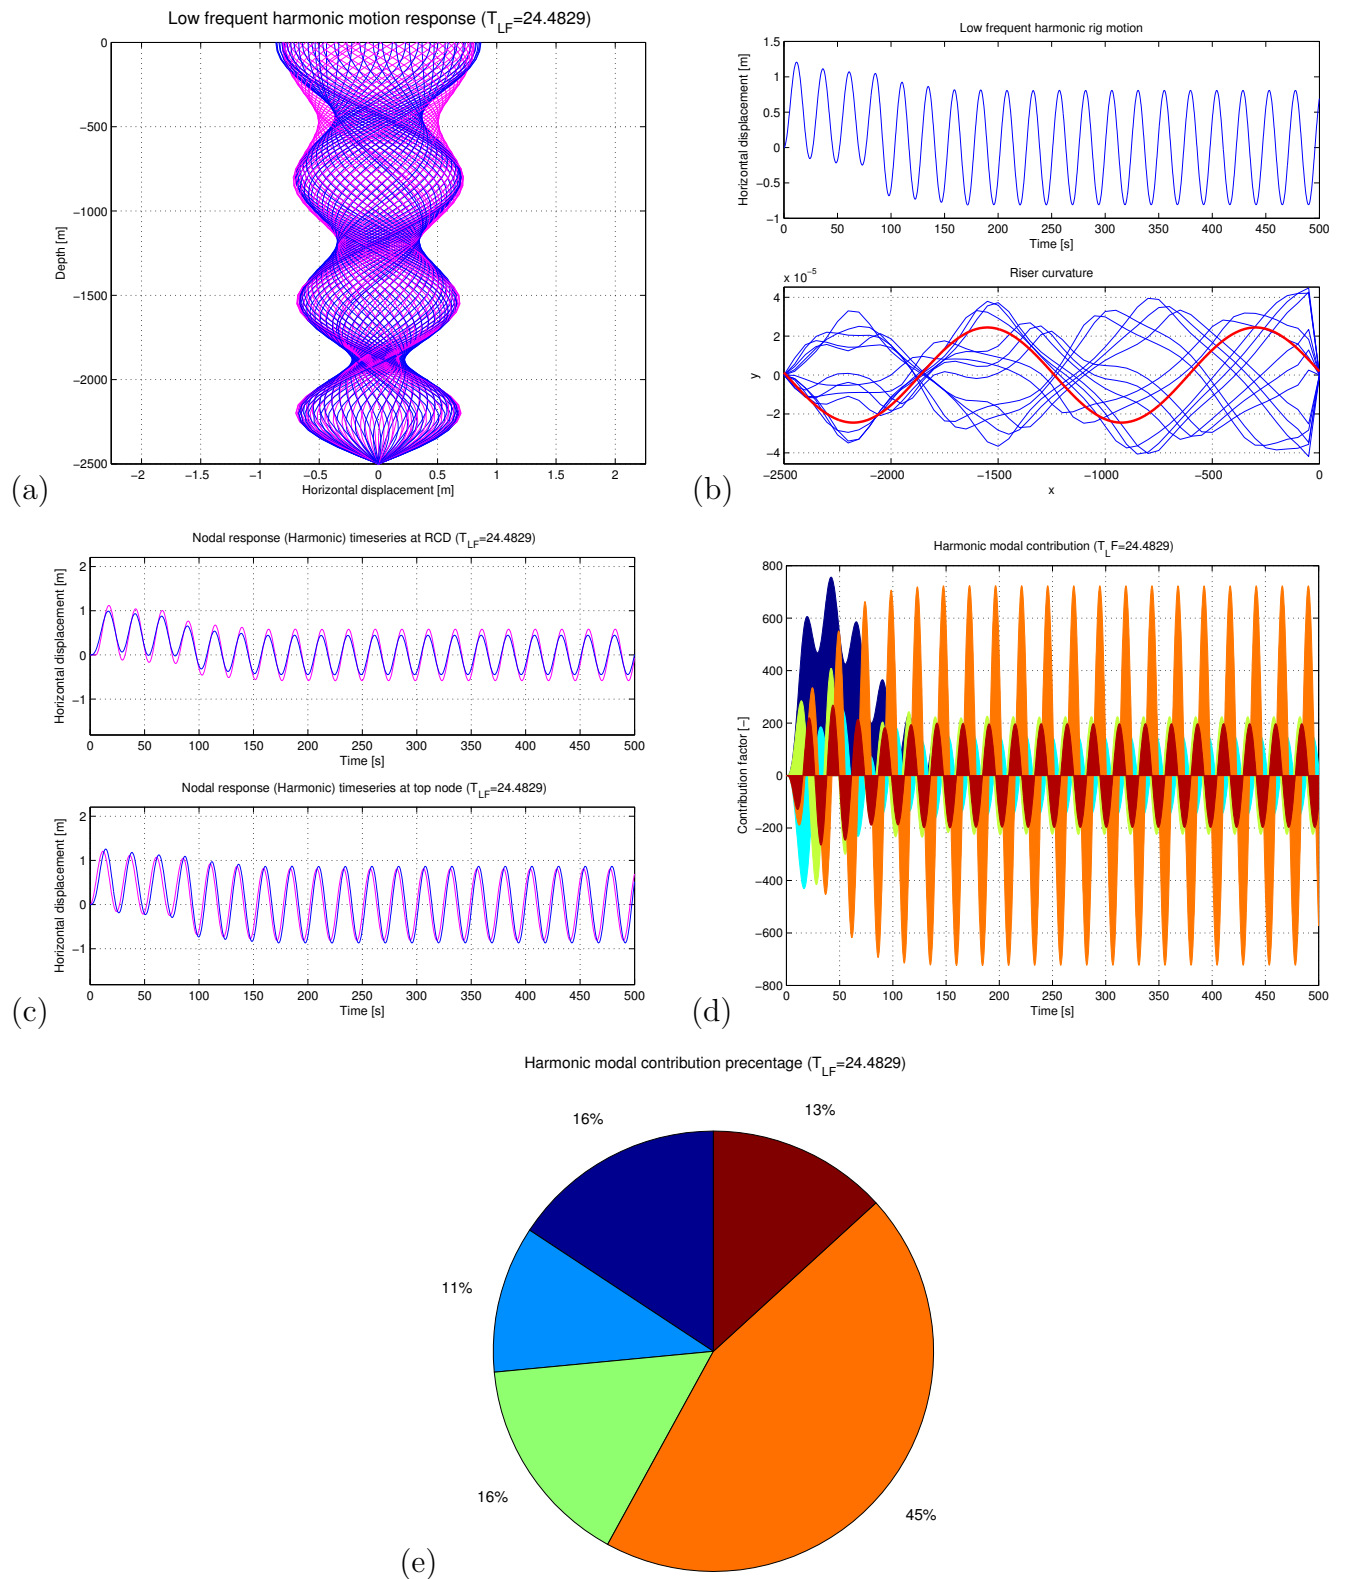 Low frequent harmonic motion response (T_LF=24.4829)
0
−500
−1000
−1500
−2000
−2500
Depth [m]
−2 −1.5 −1 −0.5 0 0.5 1 1.5 2
Horizontal displacement [m]
(a)
Low frequent harmonic rig motion
1.5
1
0.5
0
−0.5
−1
Horizontal displacement [m]
0 50 100 150 200 250 300 350 400 450 500
Time [s]
x 10^−5
Riser curvature
4
2
0
−2
−4
y
−2500 −2000 −1500 −1000 −500 0
x
(b)
Nodal response (Harmonic) timeseries at RCD (T_LF=24.4829)
2
1
0
−1
Horizontal displacement [m]
0 50 100 150 200 250 300 350 400 450 500
Time [s]
Nodal response (Harmonic) timeseries at top node (T_LF=24.4829)
2
1
0
−1
Horizontal displacement [m]
0 50 100 150 200 250 300 350 400 450 500
Time [s]
(c)
Harmonic modal contribution (T_LF=24.4829)
800
600
400
200
0
−200
−400
−600
−800
Contribution factor [−]
0 50 100 150 200 250 300 350 400 450 500
Time [s]
(d)
Harmonic modal contribution precentage (T_LF=24.4829)
16%
13%
11%
16%
45%
(e)